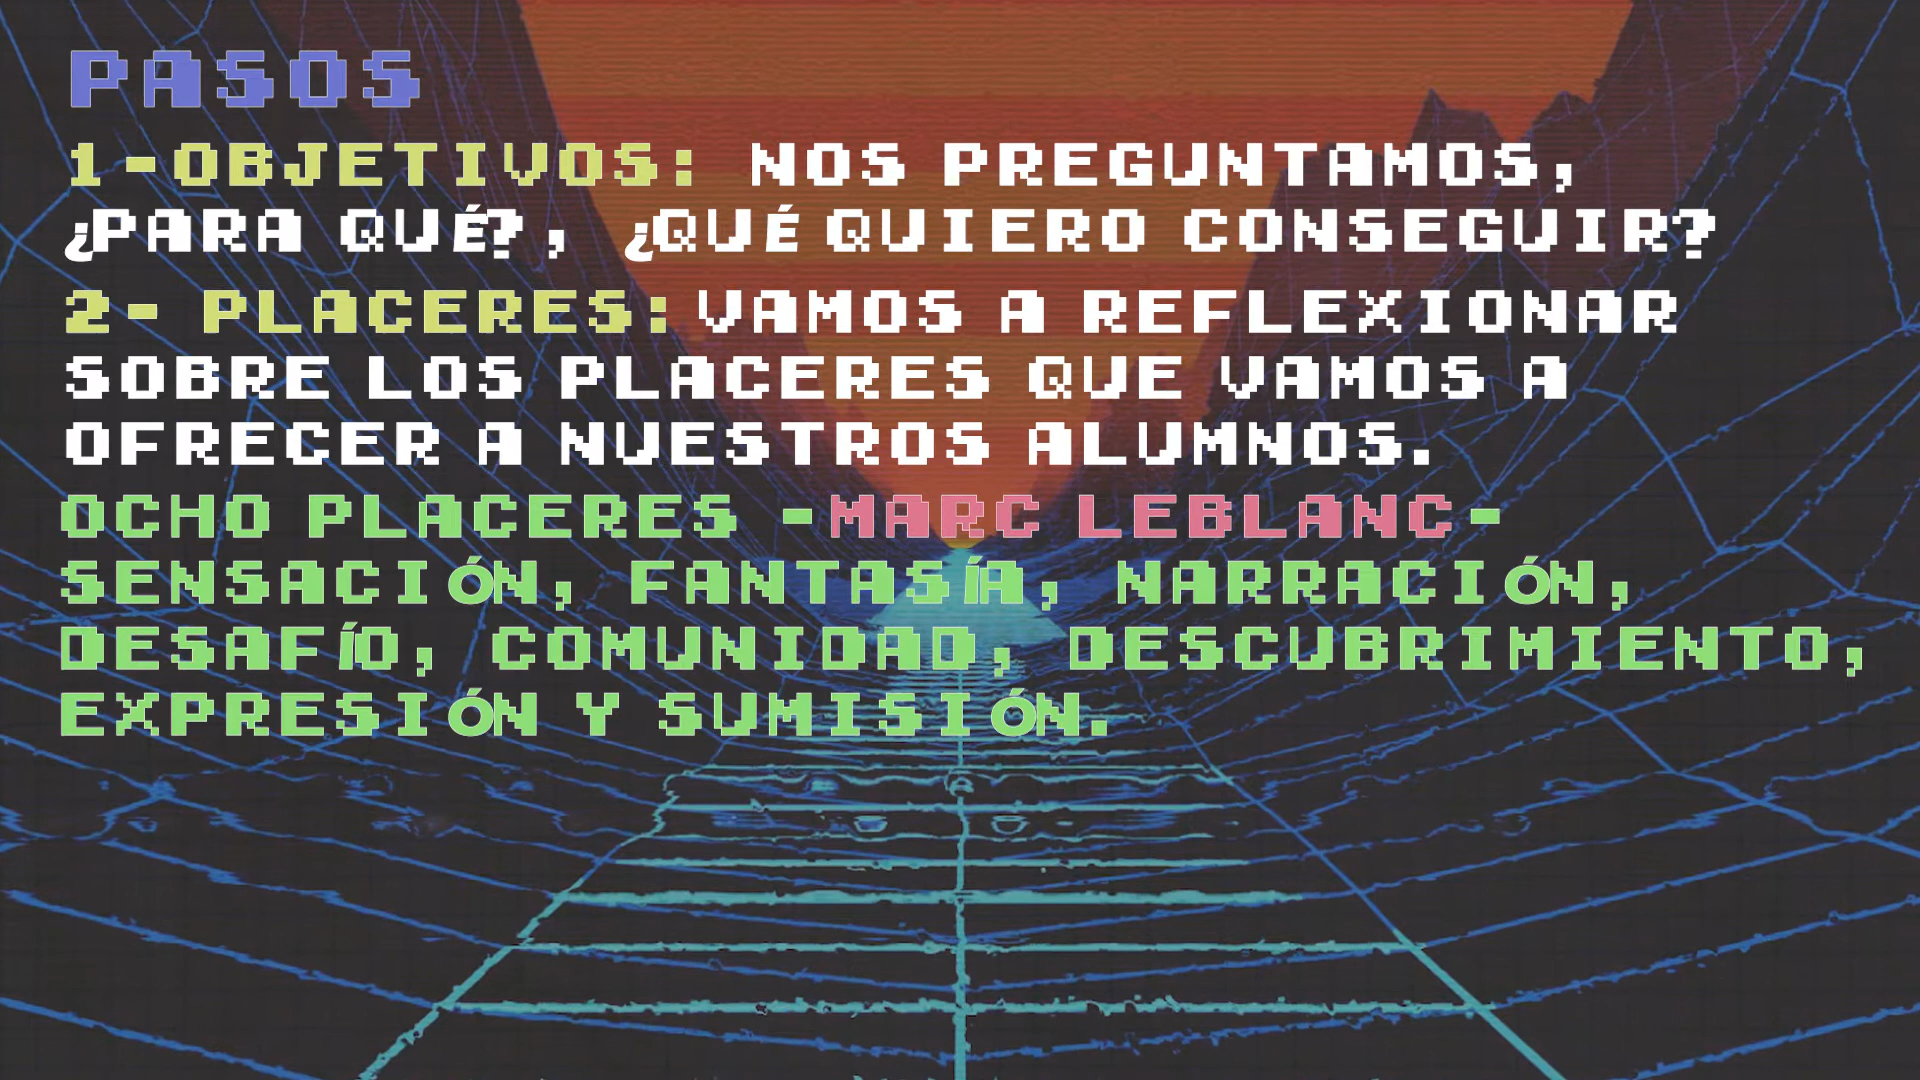 PASOS
1-OBJETIVOS: NOS PREGUNTAMOS,
¿PARA QUÉ?, ¿QUÉ QUIERO CONSEGUIR?
2- PLACERES: VAMOS A REFLEXIONAR
SOBRE LOS PLACERES QUE VAMOS A
OFRECER A NUESTROS ALUMNOS.
OCHO PLACERES -MARC LEBLANC-
SENSACIÓN, FANTASÍA, NARRACIÓN,
DESAFÍO, COMUNIDAD, DESCUBRIMIENTO,
EXPRESIÓN Y SUMISIÓN.